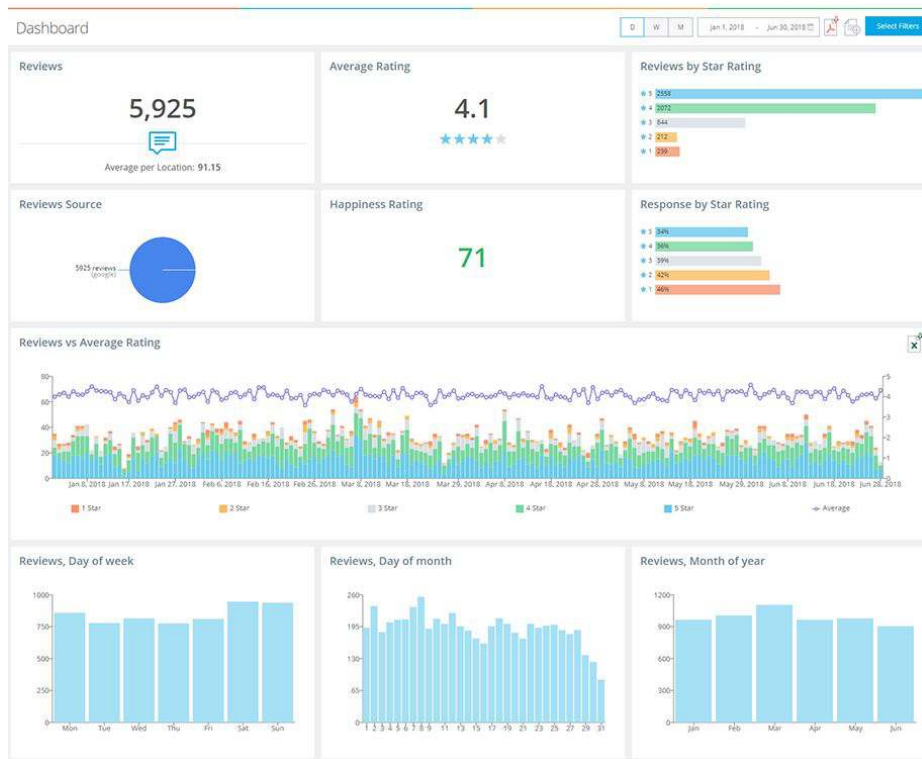 Dashboard
D W M
Jan 1, 2018 - Jun 30, 2018
Select Filters
Reviews
5,925
Average per Location: 91.15
Average Rating
4.1
Reviews by Star Rating
5 2558
4 2072
3 844
2 212
1 239
Reviews Source
5925 reviews
(google)
Happiness Rating
71
Response by Star Rating
5 34%
4 36%
3 39%
2 42%
1 46%
Reviews vs Average Rating
80
60
40
20
0
5
4
3
2
1
0
Jan 8, 2018 Jan 17, 2018 Jan 27, 2018 Feb 6, 2018 Feb 16, 2018 Feb 26, 2018 Mar 8, 2018 Mar 18, 2018 Mar 29, 2018 Apr 8, 2018 Apr 18, 2018 Apr 28, 2018 May 8, 2018 May 18, 2018 May 29, 2018 Jun 8, 2018 Jun 18, 2018 Jun 28, 2018
1 Star 2 Star 3 Star 4 Star 5 Star Average
Reviews, Day of week
1000
750
500
250
0
Mon Tue Wed Thu Fri Sat Sun
Reviews, Day of month
260
195
130
65
0
1 2 3 4 5 6 7 8 9 11 13 15 17 19 21 23 25 27 29 31
Reviews, Month of year
1200
900
600
300
0
Jan Feb Mar Apr May Jun